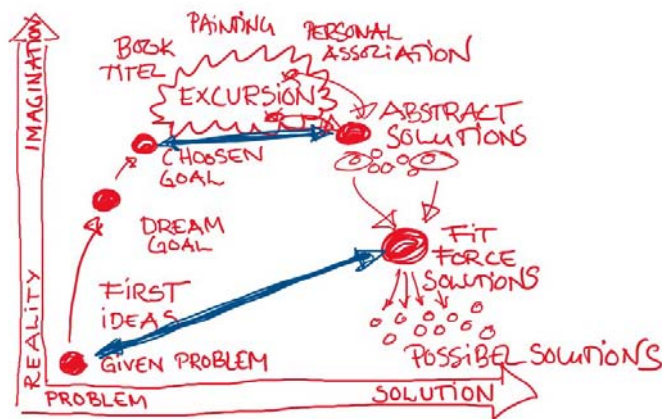 PAINTING
BOOK
TITEL
PERSONAL
ASSOCIATION
EXCURSION
ABSTRACT
SOLUTIONS
CHOOSEN
GOAL
DREAM
GOAL
FIT
FORCE
SOLUTIONS
FIRST
IDEAS
GIVEN PROBLEM
POSSIBEL SOLUTIONS
IMAGINATION
REALITY
PROBLEM
SOLUTION